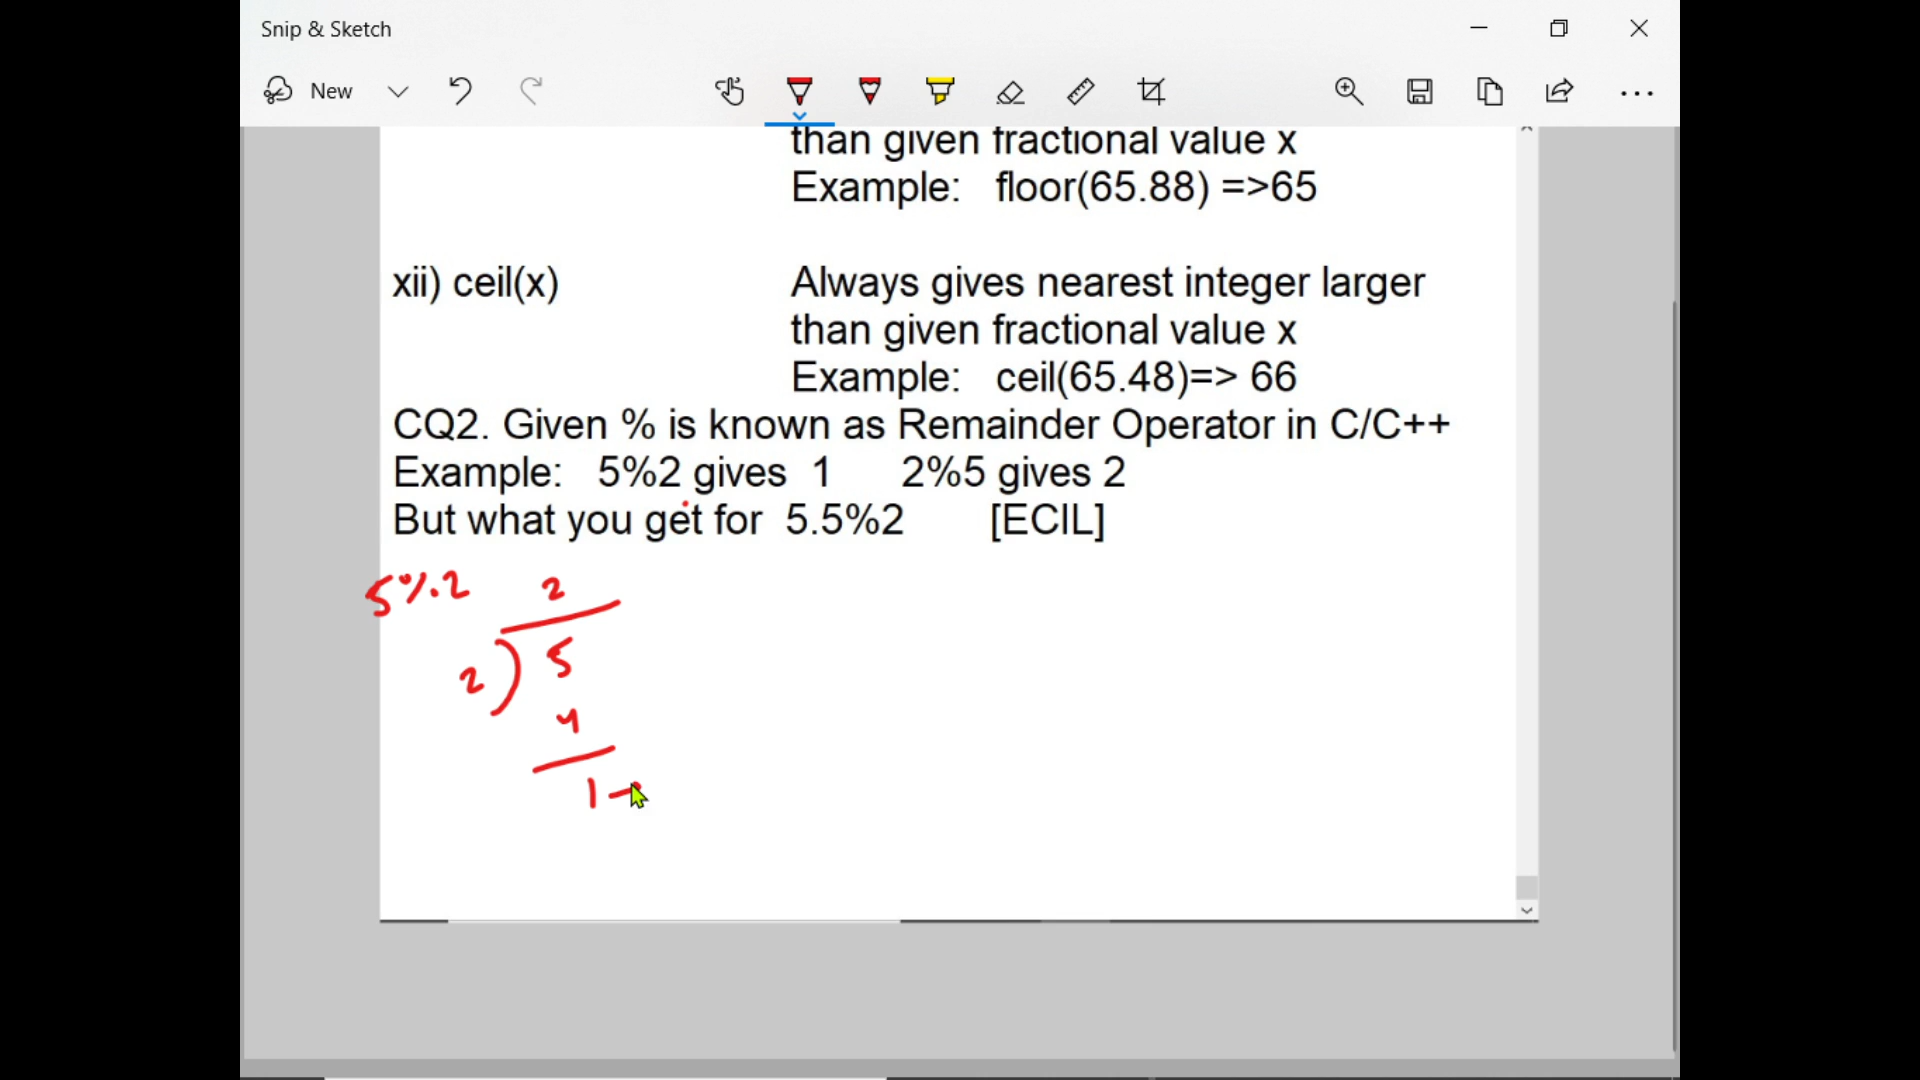 Snip & Sketch
New
than given fractional value x
Example: floor(65.88) =>65
xii) ceil(x) Always gives nearest integer larger
than given fractional value x
Example: ceil(65.48)=> 66
CQ2. Given % is known as Remainder Operator in C/C++
Example: 5%2 gives 1 2%5 gives 2
But what you get for 5.5%2 [ECIL]
5%2 2
2) 5
4
1